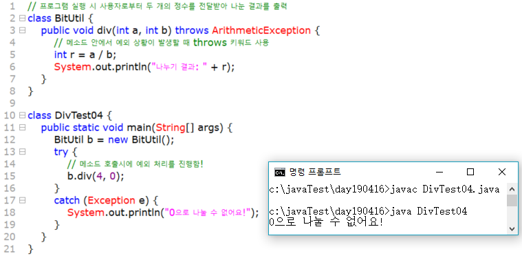 1 // 프로그램 실행 시 사용자로부터 두 개의 정수를 전달받아 나눈 결과를 출력
2 class BitUtil {
3 public void div(int a, int b) throws ArithmeticException {
4 // 메소드 안에서 예외 상황이 발생할 때 throws 키워드 사용
5 int r = a / b;
6 System.out.println("나누기 결과: " + r);
7 }
8 }
9
10 class DivTest04 {
11 public static void main(String[] args) {
12 BitUtil b = new BitUtil();
13 try {
14 // 메소드 호출시에 예외 처리를 진행함!
15 b.div(4, 0);
16 }
17 catch (Exception e) {
18 System.out.println("0으로 나눌 수 없어요!");
19 }
20 }
21 }
명령 프롬프트
c:\javaTest\day190416>javac DivTest04.java
c:\javaTest\day190416>java DivTest04
0으로 나눌 수 없어요!